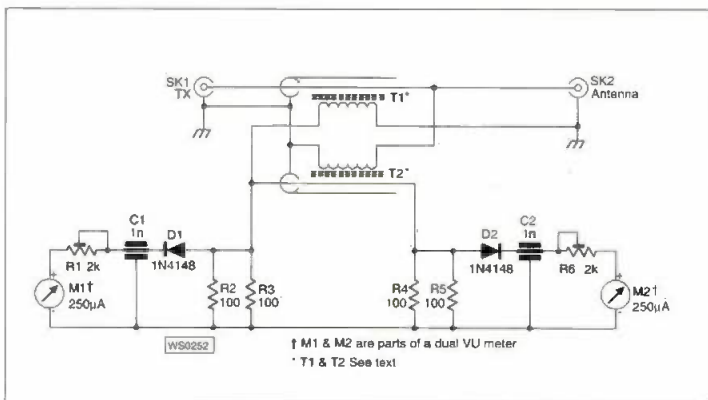 SK1
TX
SK2
Antenna
T1*
T2*
C1
1n
D1
1N4148
R1 2k
M1†
250µA
R2
100
R3
100
R4
100
R5
100
D2
1N4148
C2
1n
R6 2k
M2†
250µA
WS0252
† M1 & M2 are parts of a dual VU meter
* T1 & T2 See text